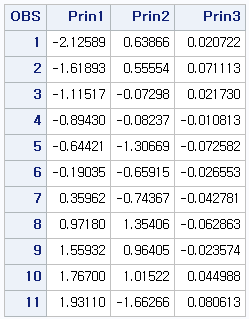 OBS Prin1 Prin2 Prin3
1 -2.12589 0.63866 0.020722
2 -1.61893 0.55554 0.071113
3 -1.11517 -0.07298 0.021730
4 -0.89430 -0.08237 -0.010813
5 -0.64421 -1.30669 -0.072582
6 -0.19035 -0.65915 -0.026553
7 0.35962 -0.74367 -0.042781
8 0.97180 1.35406 -0.062863
9 1.55932 0.96405 -0.023574
10 1.76700 1.01522 0.044988
11 1.93110 -1.66266 0.080613